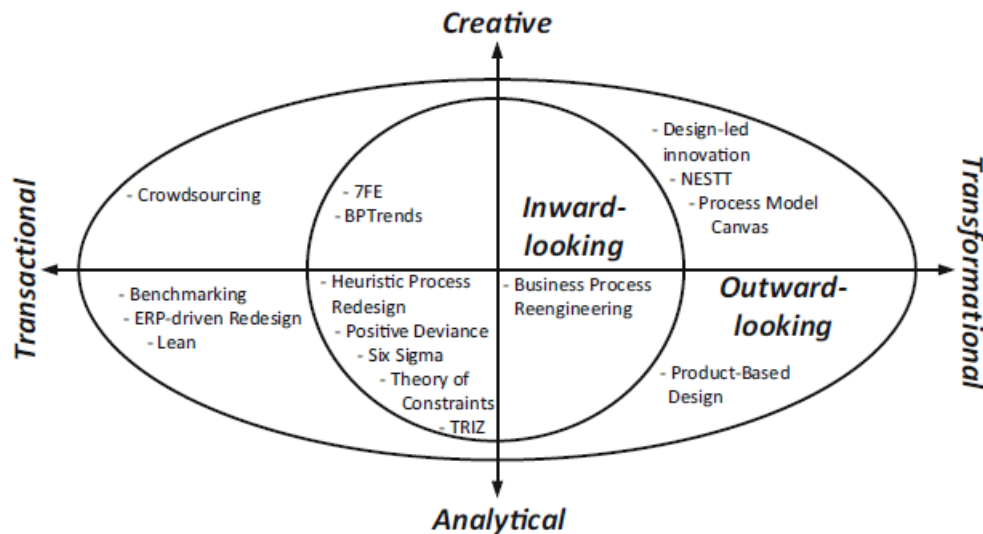 Creative
Transactional
Transformational
- Crowdsourcing
- 7FE
- BPTrends
Inward-
looking
- Design-led
innovation
- NESTT
- Process Model
Canvas
- Benchmarking
- ERP-driven Redesign
- Lean
- Heuristic Process
Redesign
- Positive Deviance
- Six Sigma
- Theory of
Constraints
- TRIZ
- Business Process
Reengineering
Outward-
looking
- Product-Based
Design
Analytical